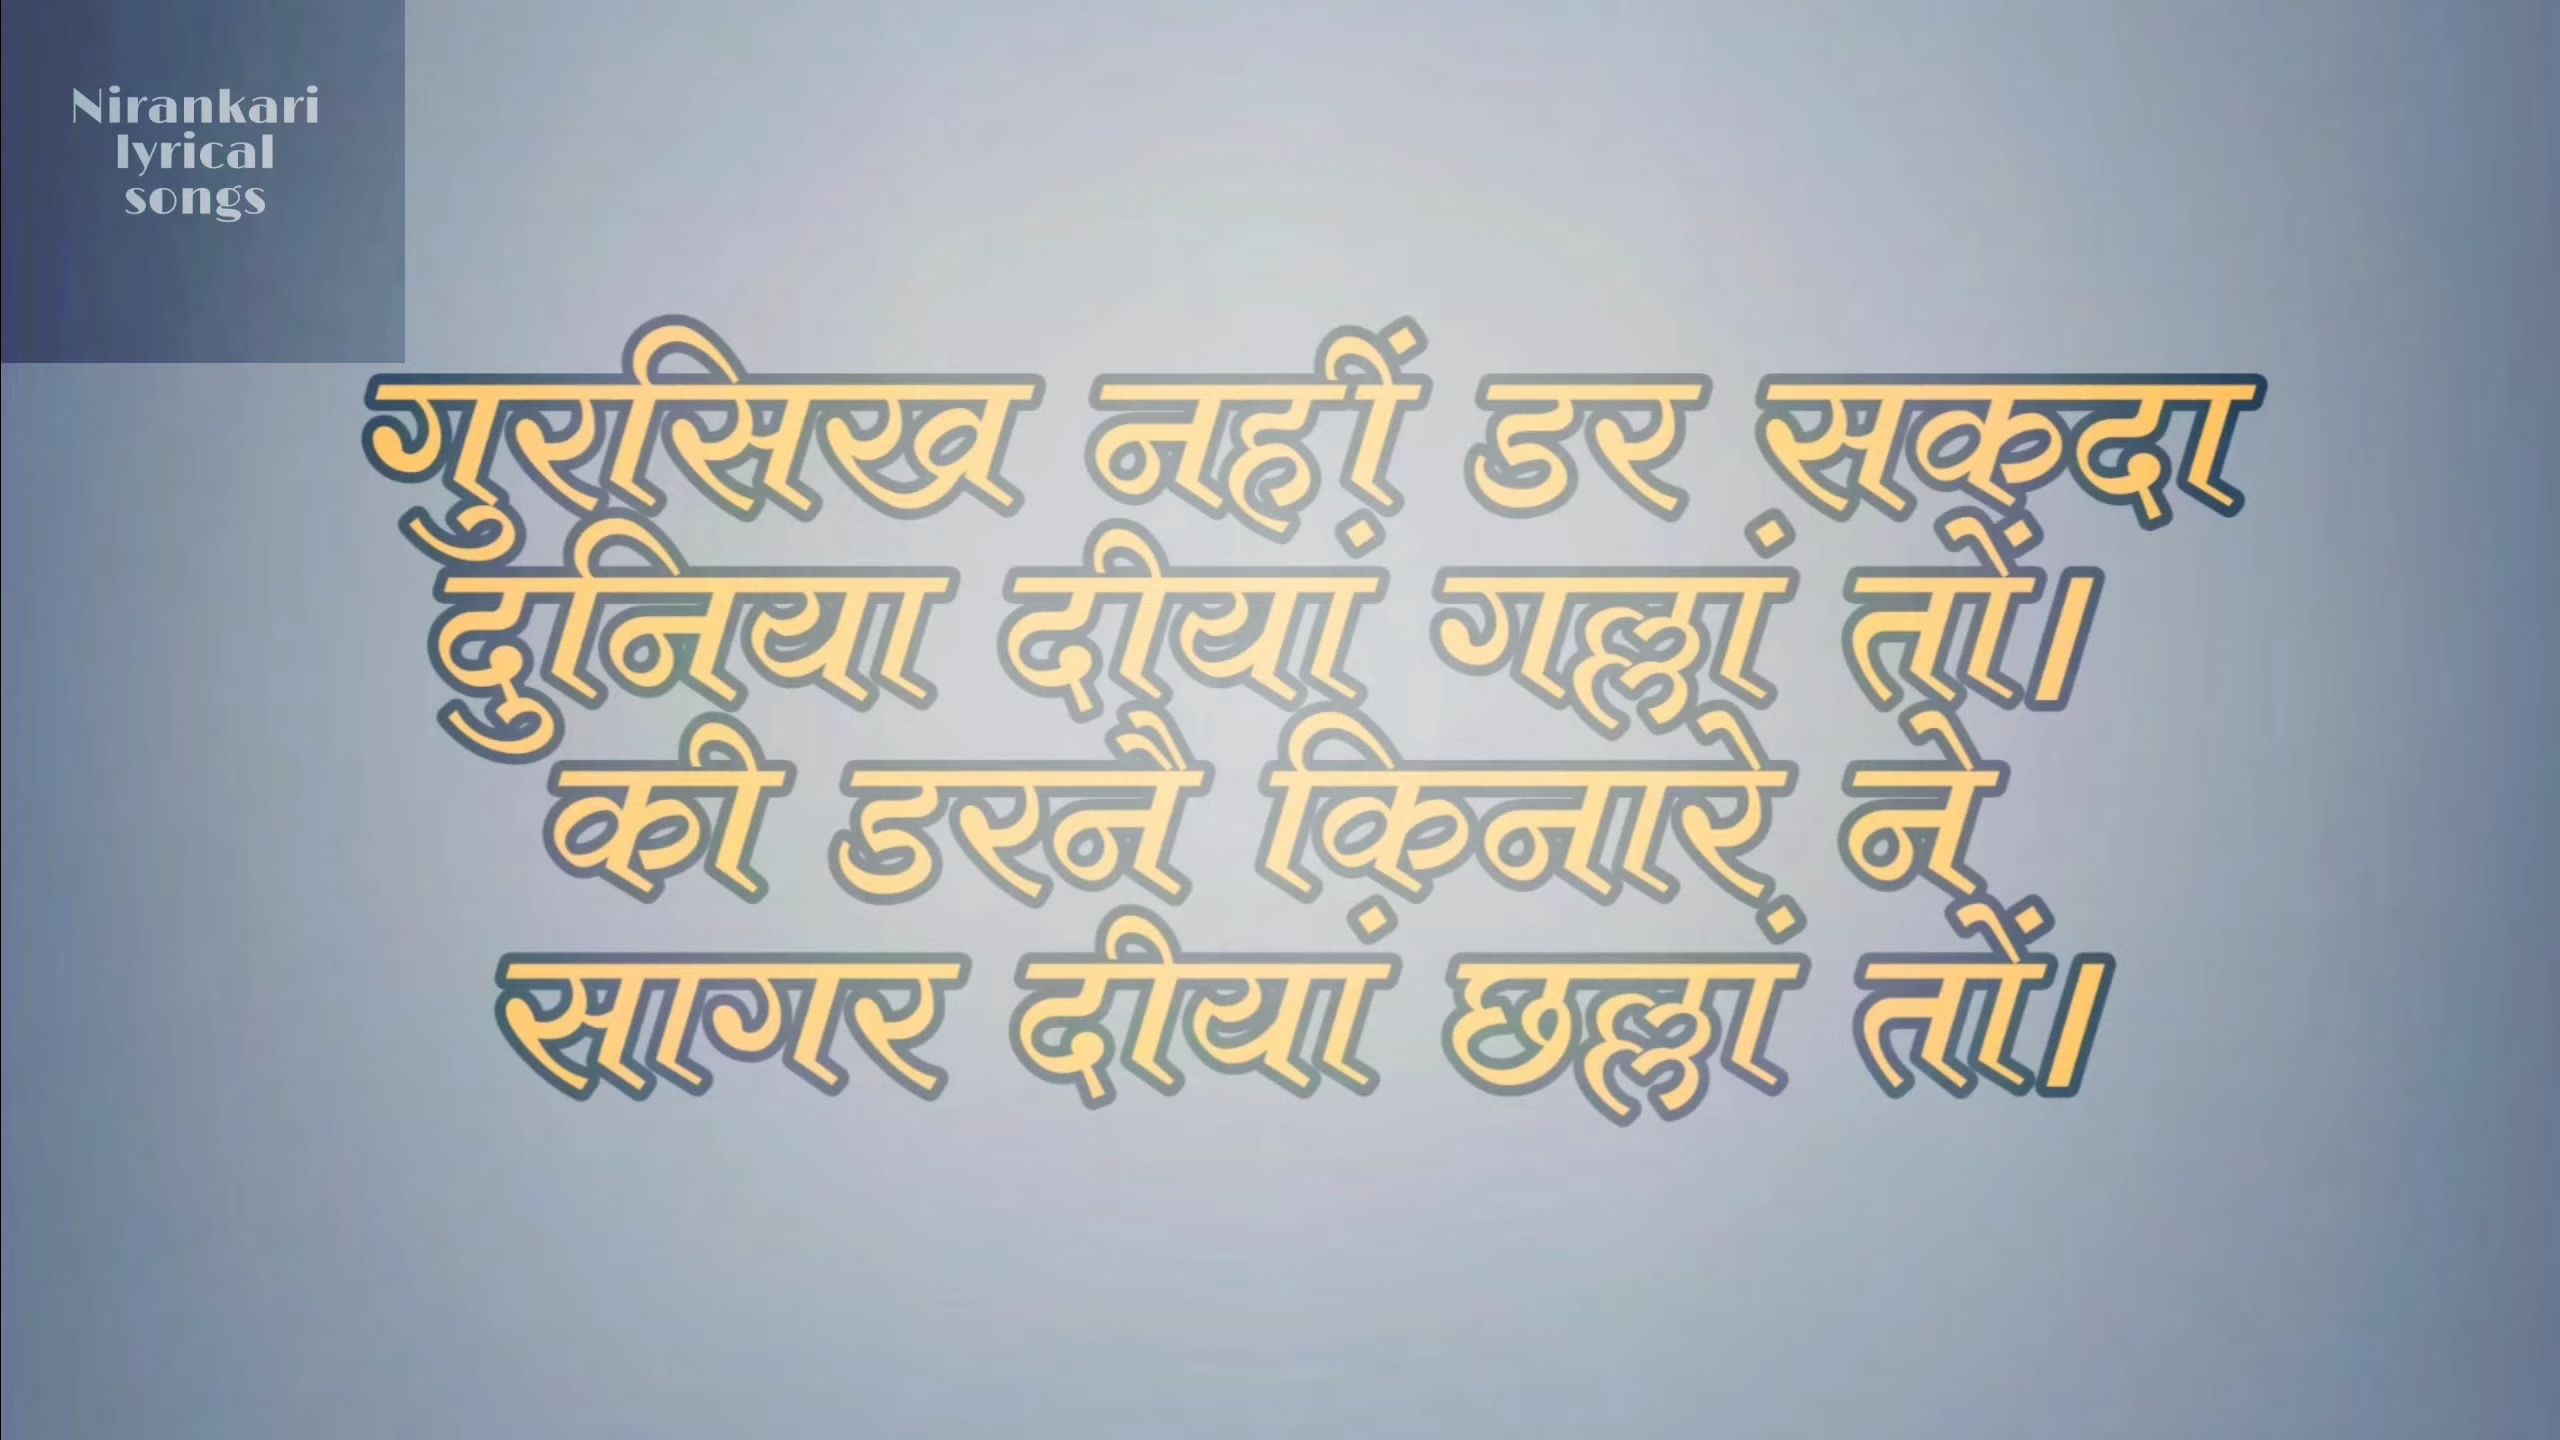 Nirankari
lyrical
songs
गुरसिख नहीं डर सकदा
दुनिया दीयां गल्लां तों।
की डरनै किनारे ने
सागर दीयां छल्लां तों।